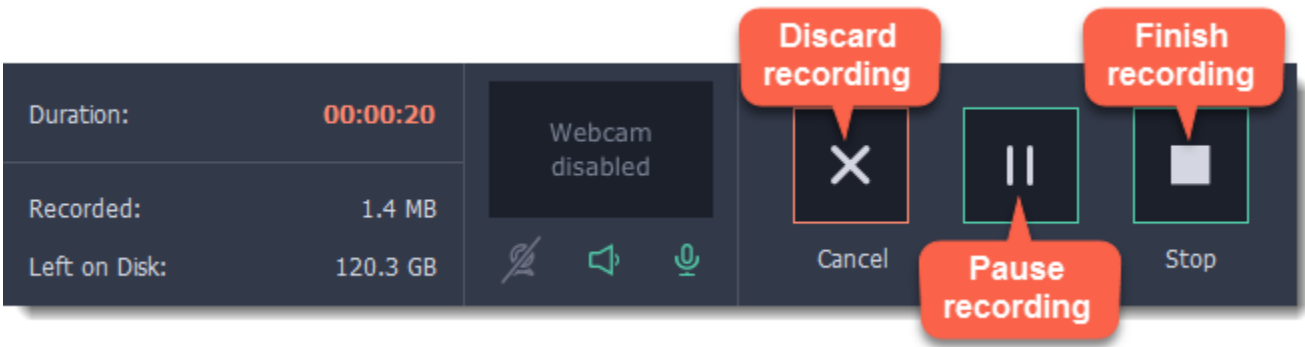 Discard
recording
Finish
recording
Duration:
00:00:20
Webcam
disabled
Recorded:
1.4 MB
Left on Disk:
120.3 GB
Cancel
Pause
recording
Stop